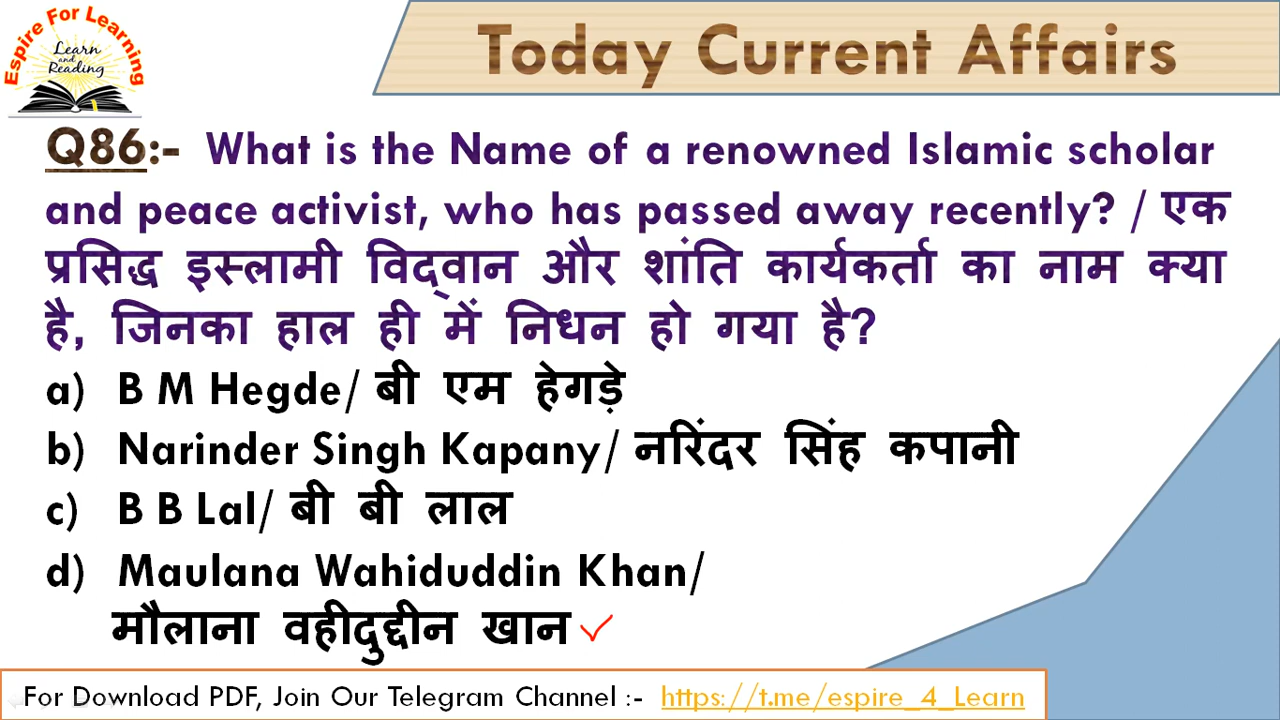 Espire For Learning
Learn
and
Reading
Today Current Affairs
Q86:- What is the Name of a renowned Islamic scholar
and peace activist, who has passed away recently? / एक
प्रसिद्ध इस्लामी विद्वान और शांति कार्यकर्ता का नाम क्या
है, जिनका हाल ही में निधन हो गया है?
a) B M Hegde/ बी एम हेगड़े
b) Narinder Singh Kapany/ नरिंदर सिंह कपानी
c) B B Lal/ बी बी लाल
d) Maulana Wahiduddin Khan/
मौलाना वहीदुद्दीन खान
For Download PDF, Join Our Telegram Channel :- https://t.me/espire_4_Learn